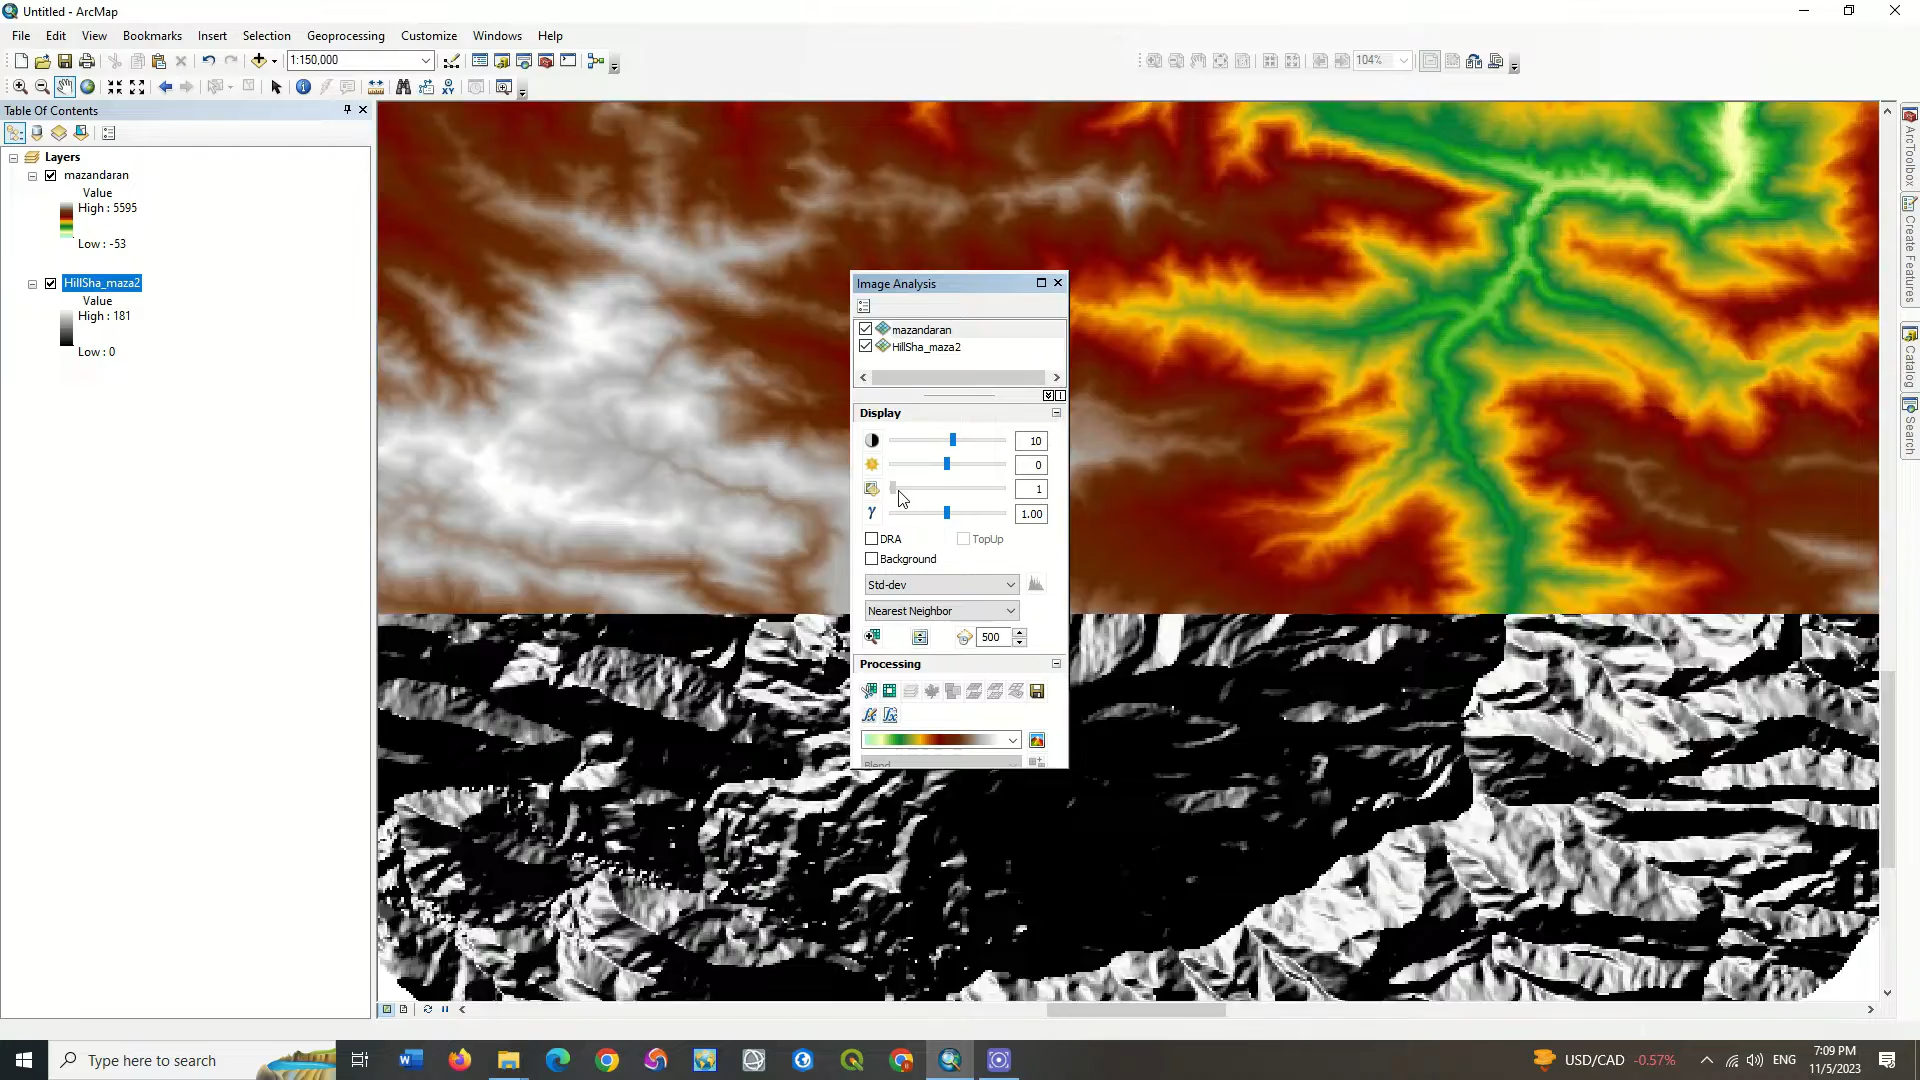 Untitled - ArcMap
File Edit View Bookmarks Insert Selection Geoprocessing Customize Windows Help
1:150,000
104%
Table Of Contents
Layers
mazandaran
Value
High : 5595
Low : -53
HillSha_maza2
Value
High : 181
Low : 0
Image Analysis
mazandaran
HillSha_maza2
Display
10
0
1
γ 1.00
DRA TopUp
Background
Std-dev
Nearest Neighbor
500
Processing
Blend
ArcToolbox
Create Features
Catalog
Search
Type here to search
USD/CAD -0.57%
ENG
7:09 PM
11/5/2023